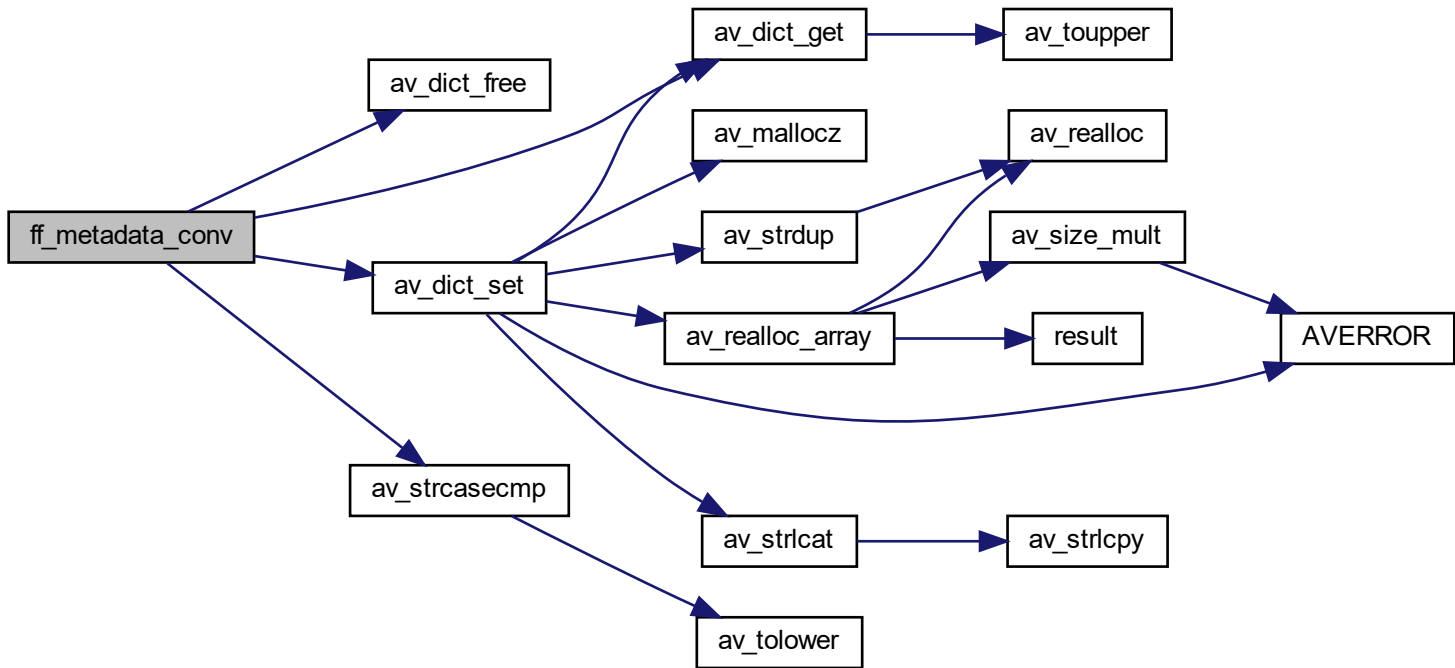 ff_metadata_conv
av_dict_free
av_dict_get
av_toupper
av_mallocz
av_realloc
av_strdup
av_size_mult
av_dict_set
av_realloc_array
result
AVERROR
av_strcasecmp
av_strlcat
av_strlcpy
av_tolower